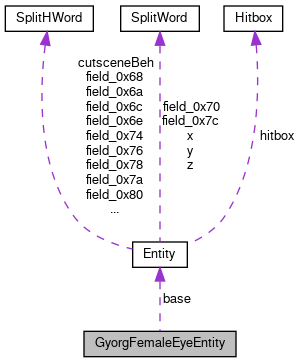 SplitHWord
SplitWord
Hitbox
cutsceneBeh
field_0x68
field_0x6a
field_0x6c
field_0x6e
field_0x74
field_0x76
field_0x78
field_0x7a
field_0x80
...
field_0x70
field_0x7c
x
y
z
hitbox
Entity
base
GyorgFemaleEyeEntity